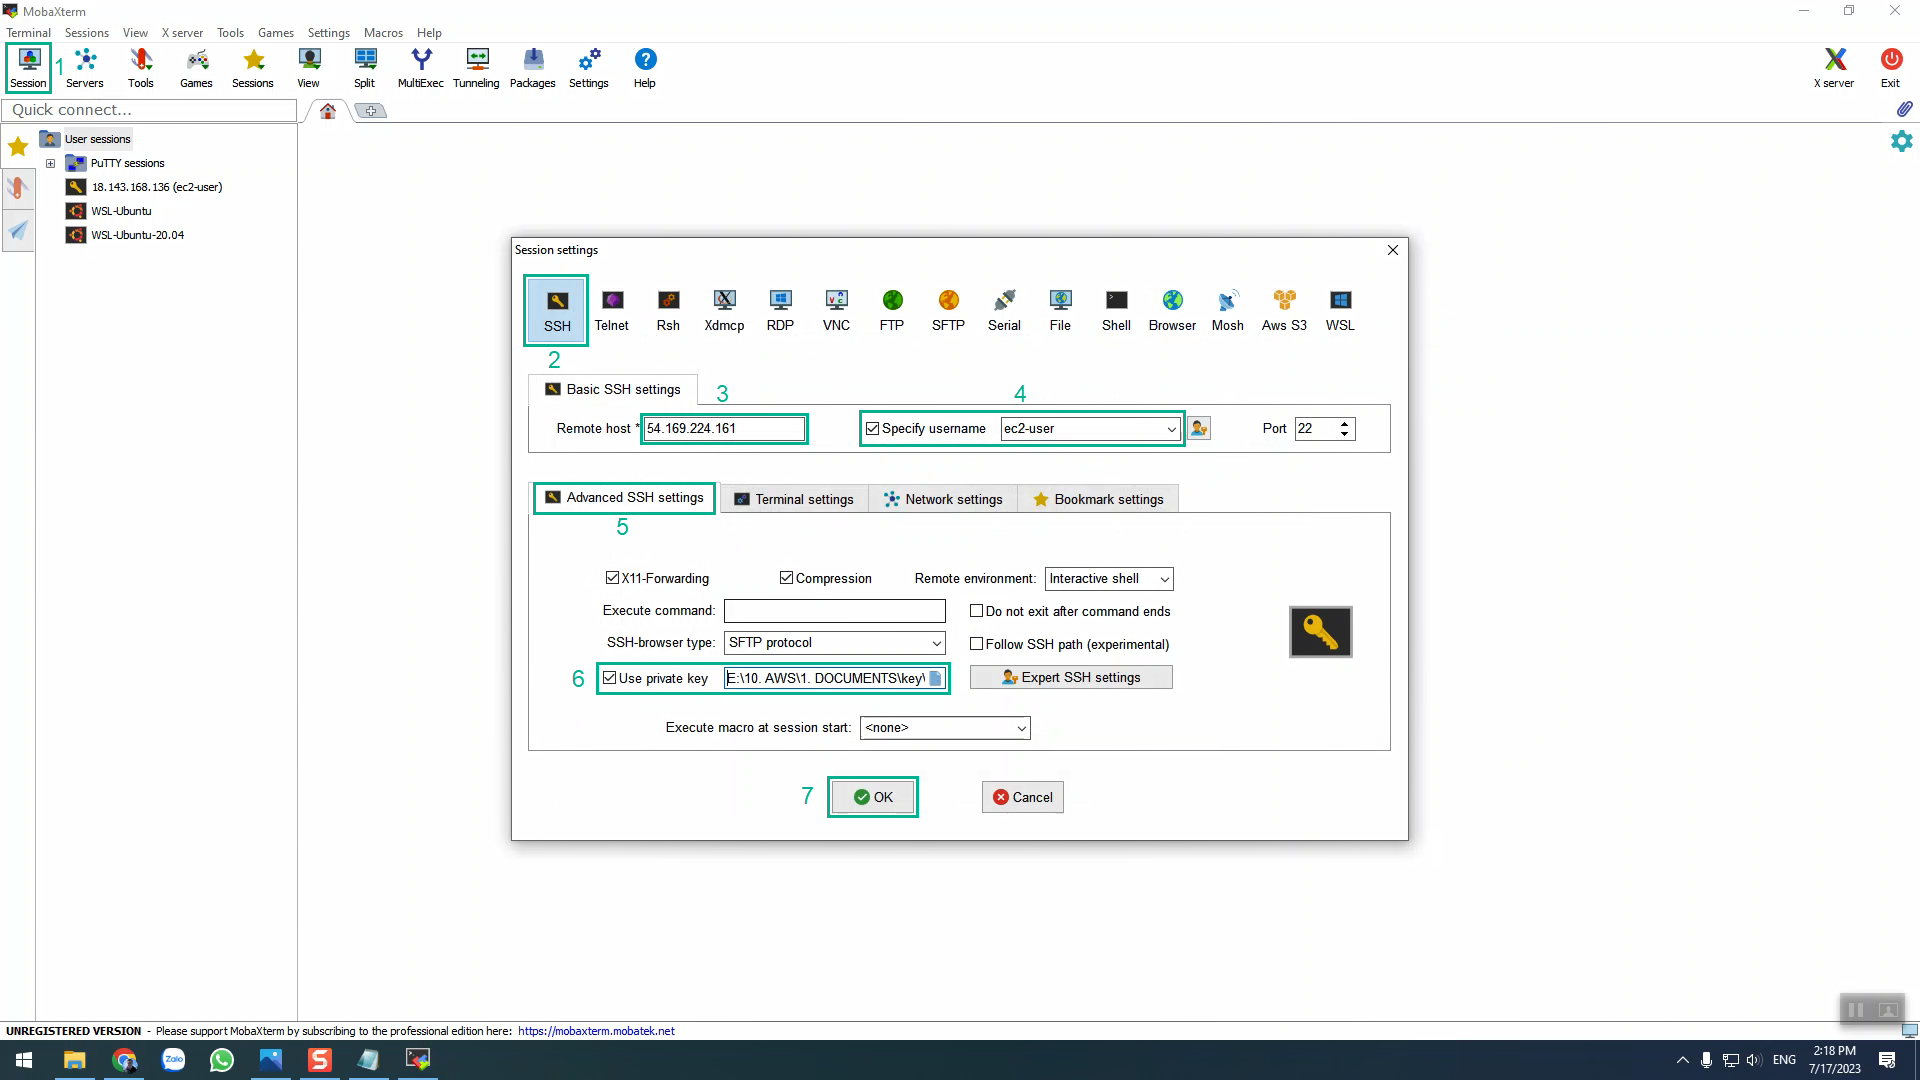 MobaXterm
Terminal Sessions View X server Tools Games Settings Macros Help
1
Session Servers Tools Games Sessions View Split MultiExec Tunneling Packages Settings Help X server Exit
Quick connect...
User sessions
PuTTY sessions
18.143.168.136 (ec2-user)
WSL-Ubuntu
WSL-Ubuntu-20.04
Session settings
SSH Telnet Rsh Xdmcp RDP VNC FTP SFTP Serial File Shell Browser Mosh Aws S3 WSL
2
Basic SSH settings 3 4
Remote host * 54.169.224.161 Specify username ec2-user Port 22
Advanced SSH settings Terminal settings Network settings Bookmark settings
5
X11-Forwarding Compression Remote environment: Interactive shell
Execute command: Do not exit after command ends
SSH-browser type: SFTP protocol Follow SSH path (experimental)
6 Use private key E:\10. AWS\1. DOCUMENTS\key\ Expert SSH settings
Execute macro at session start: <none>
7 OK Cancel
UNREGISTERED VERSION - Please support MobaXterm by subscribing to the professional edition here: https://mobaxterm.mobatek.net
Zalo
S
ENG
2:18 PM
7/17/2023